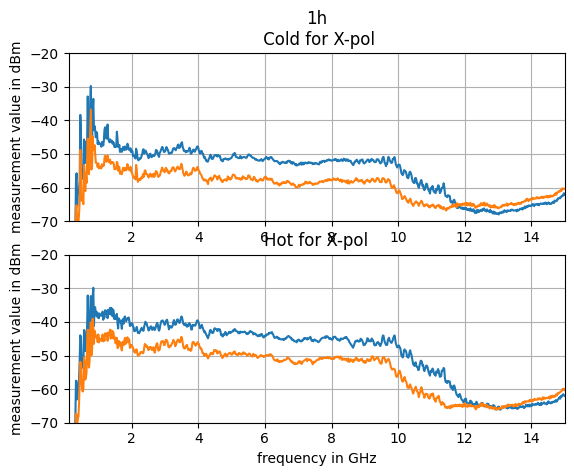 1h
Cold for X-pol
measurement value in dBm
−20
−30
−40
−50
−60
−70
2 4 6 8 10 12 14
Hot for X-pol
measurement value in dBm
−20
−30
−40
−50
−60
−70
2 4 6 8 10 12 14
frequency in GHz